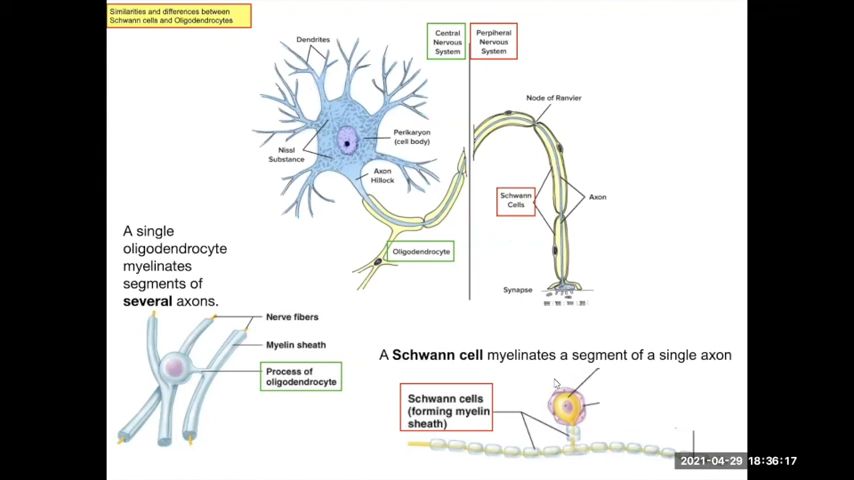 Similarities and differences between
Schwann cells and Oligodendrocytes
Central
Nervous
System
Perpiheral
Nervous
System
Dendrites
Node of Ranvier
Perikaryon
(cell body)
Nissl
Substance
Axon
Hillock
Schwann
Cells
Axon
Oligodendrocyte
Synapse
A single
oligodendrocyte
myelinates
segments of
several axons.
Nerve fibers
Myelin sheath
Process of
oligodendrocyte
A Schwann cell myelinates a segment of a single axon
Schwann cells
(forming myelin
sheath)
2021-04-29 18:36:17